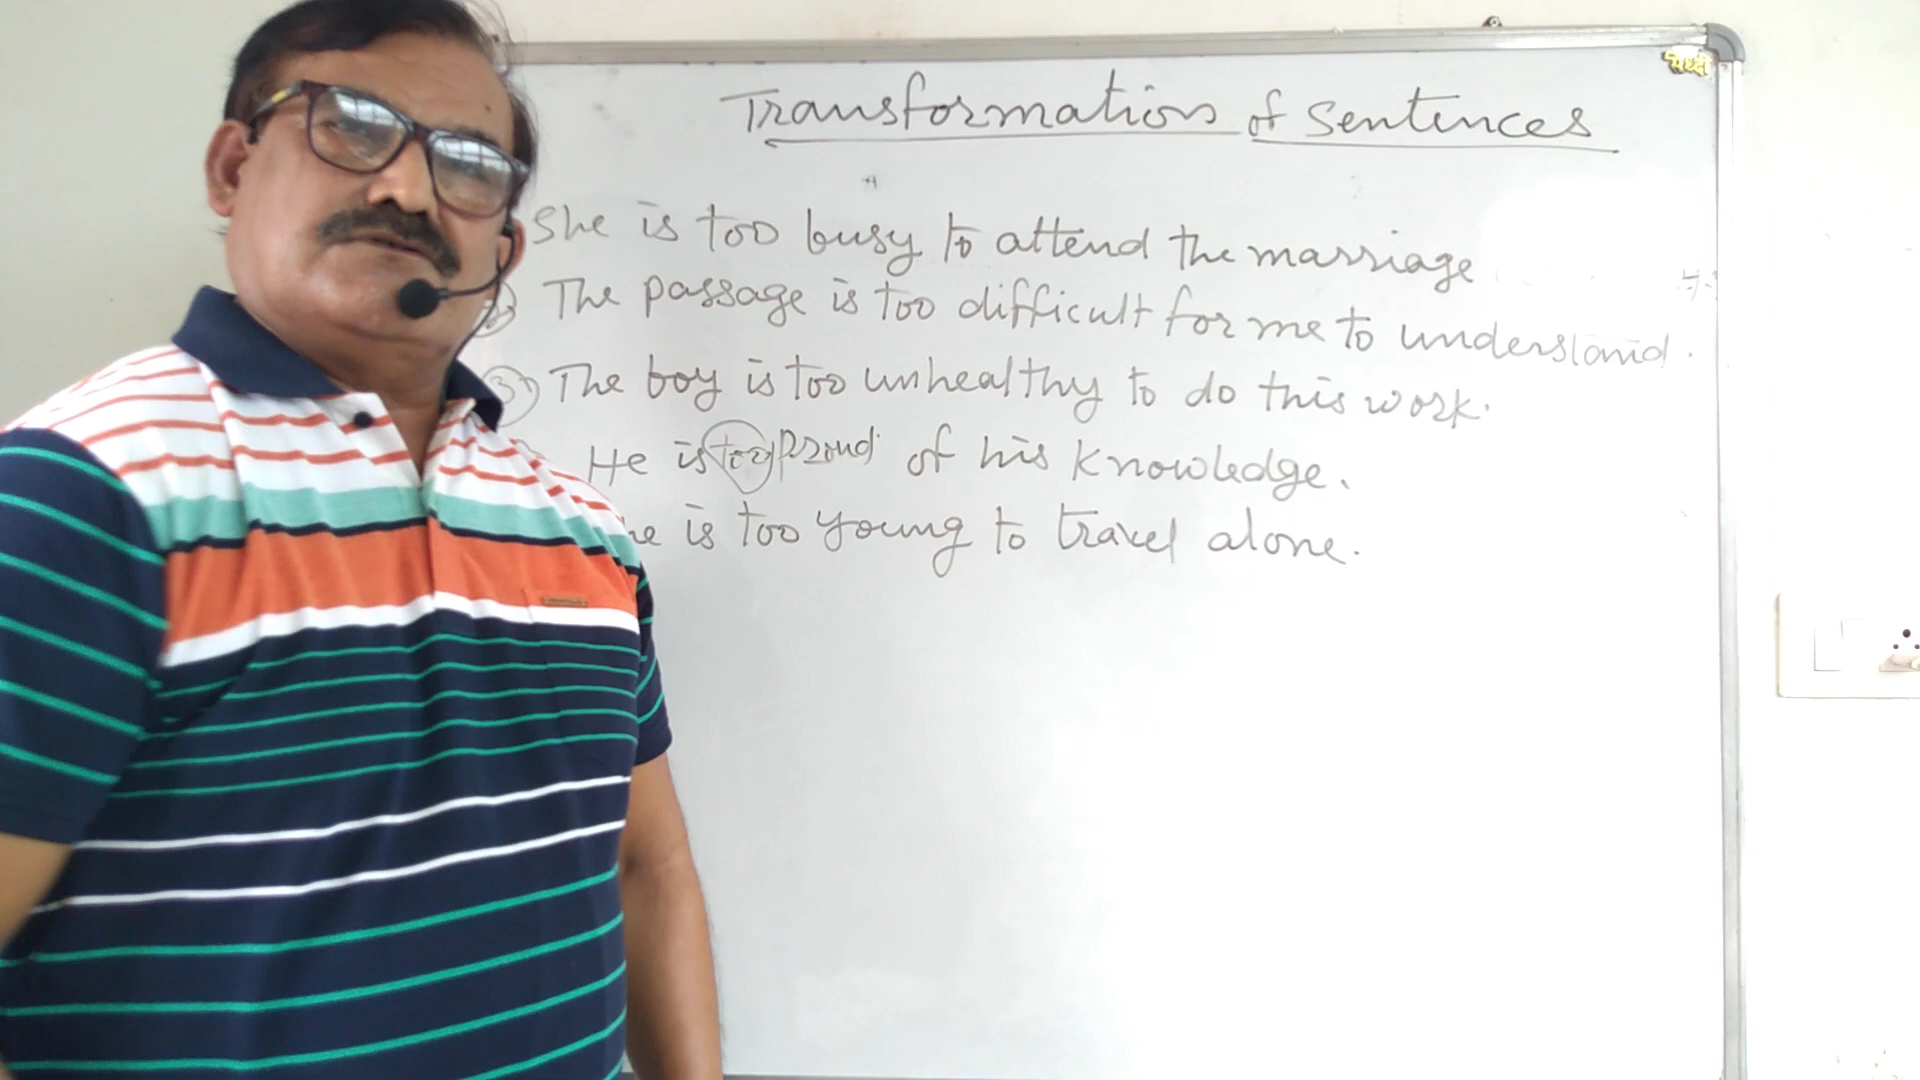 Transformation of Sentences
She is too busy to attend the marriage
The passage is too difficult for me to understand.
3 The boy is too unhealthy to do this work.
He is too proud of his knowledge.
he is too young to travel alone.